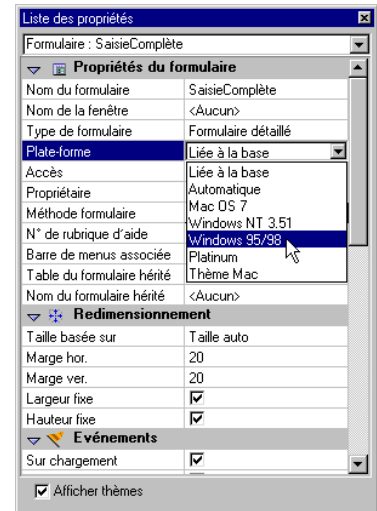 Liste des propriétés
Formulaire : SaisieComplète
Propriétés du formulaire
Nom du formulaire SaisieComplète
Nom de la fenêtre <Aucun>
Type de formulaire Formulaire détaillé
Plate-forme Liée à la base
Accès Liée à la base
Propriétaire Automatique
Mac OS 7
Méthode formulaire Windows NT 3.51
N° de rubrique d'aide Windows 95/98
Barre de menus associée Platinum
Table du formulaire hérité Thème Mac
Nom du formulaire hérité <Aucun>
Redimensionnement
Taille basée sur Taille auto
Marge hor. 20
Marge ver. 20
Largeur fixe
Hauteur fixe
Evénements
Sur chargement
Afficher thèmes